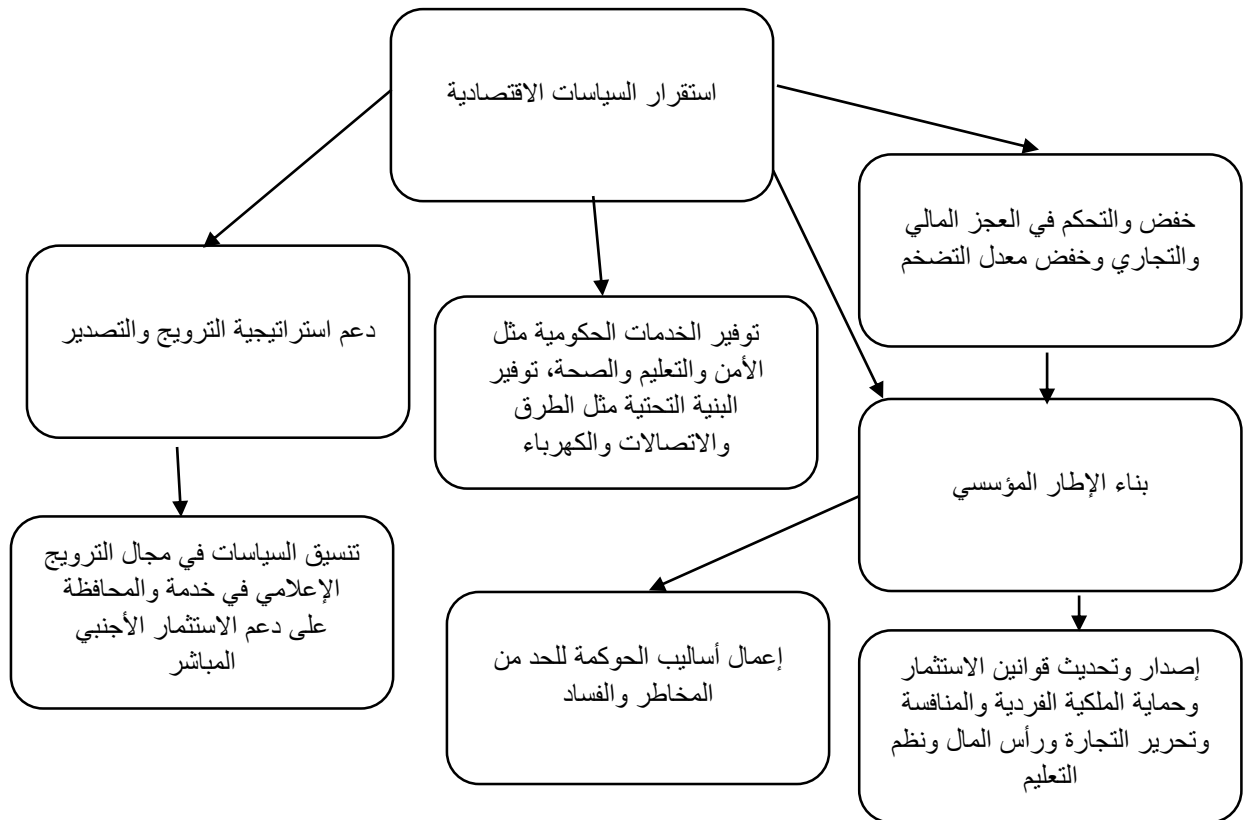 استقرار السياسات الاقتصادية
خفض والتحكم في العجز المالي
والتجاري وخفض معدل التضخم
توفير الخدمات الحكومية مثل
الأمن والتعليم والصحة، توفير
البنية التحتية مثل الطرق
والاتصالات والكهرباء
دعم استراتيجية الترويج والتصدير
بناء الإطار المؤسسي
تنسيق السياسات في مجال الترويج
الإعلامي في خدمة والمحافظة
على دعم الاستثمار الأجنبي
المباشر
إعمال أساليب الحوكمة للحد من
المخاطر والفساد
إصدار وتحديث قوانين الاستثمار
وحماية الملكية الفردية والمنافسة
وتحرير التجارة ورأس المال ونظم
التعليم